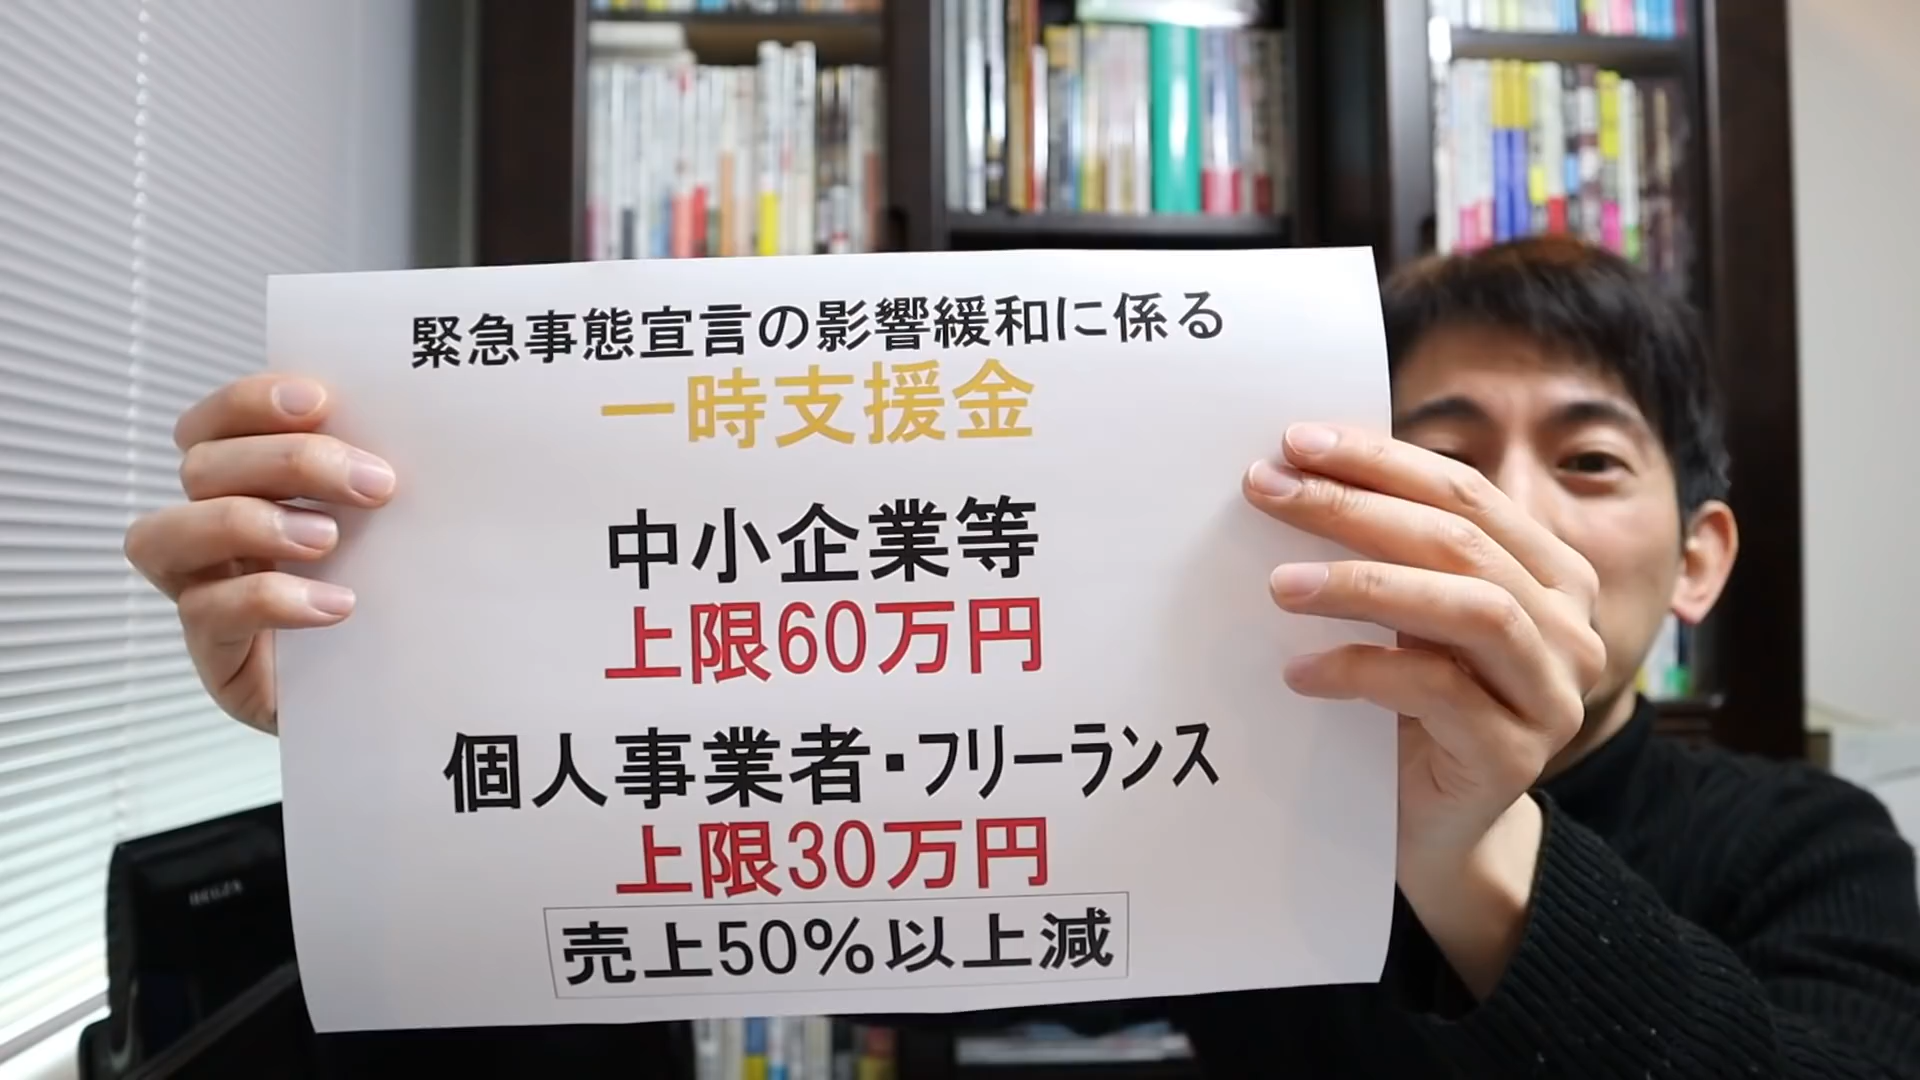 緊急事態宣言の影響緩和に係る
一時支援金
中小企業等
上限60万円
個人事業者・フリーランス
上限30万円
売上50%以上減